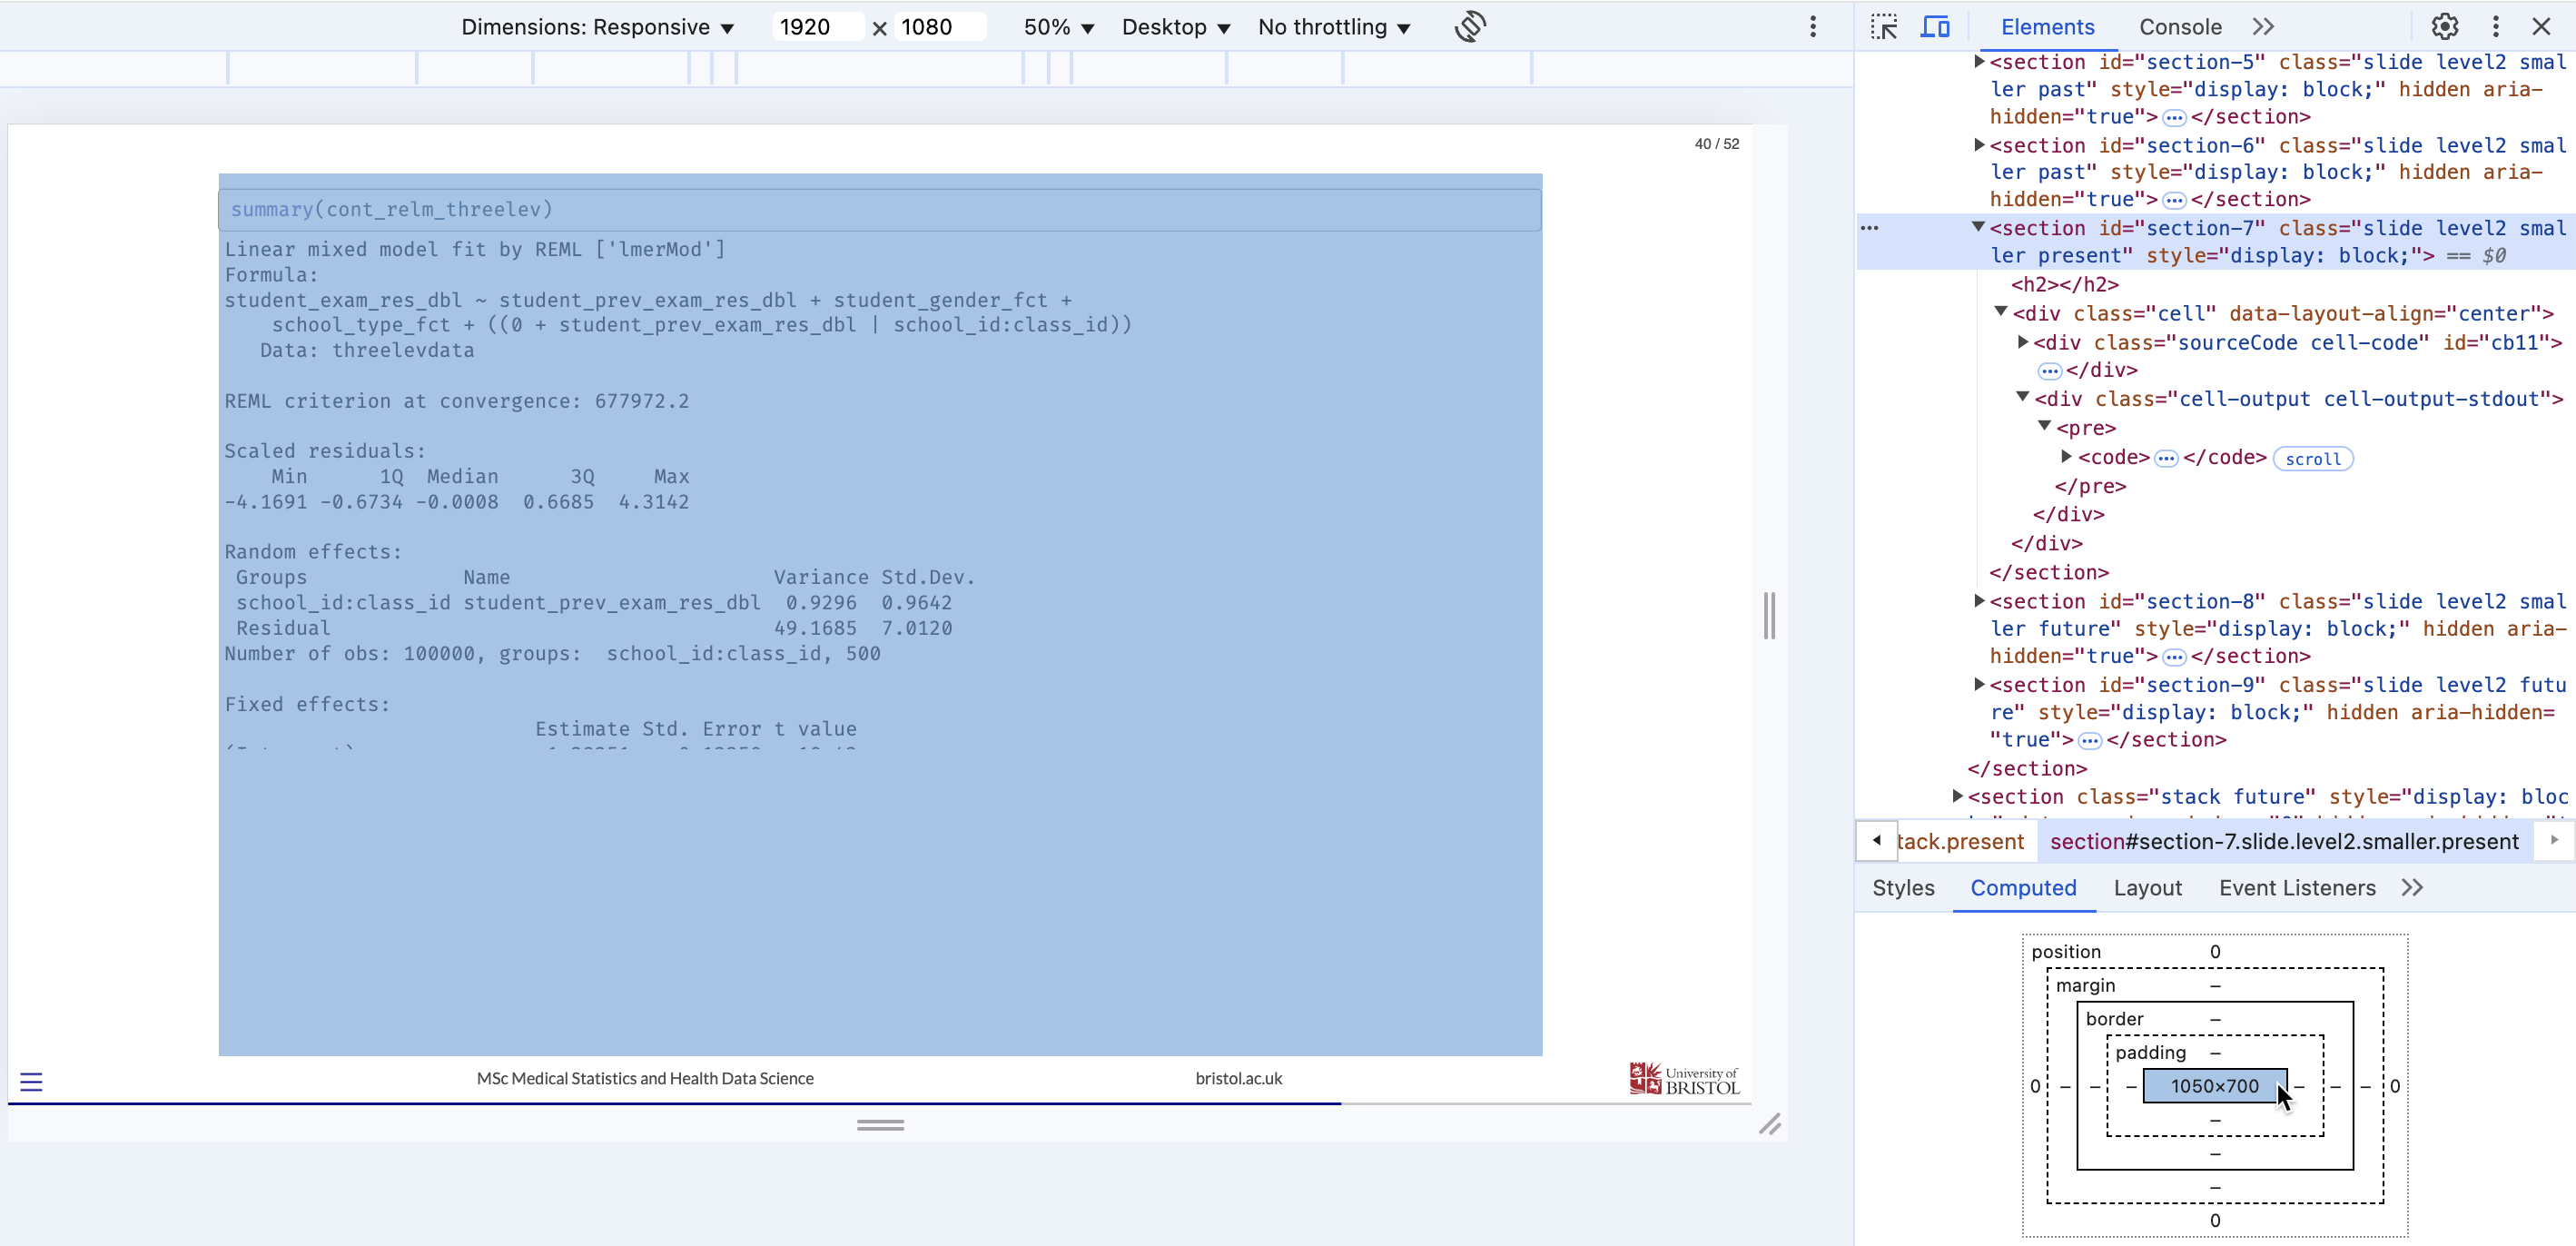 Dimensions: Responsive ▼ 1920 × 1080 50% ▼ Desktop ▼ No throttling ▼
40 / 52
summary(cont_relm_threelev)
Linear mixed model fit by REML ['lmerMod']
Formula:
student_exam_res_dbl ~ student_prev_exam_res_dbl + student_gender_fct +
    school_type_fct + ((0 + student_prev_exam_res_dbl | school_id:class_id))
   Data: threelevdata
REML criterion at convergence: 677972.2
Scaled residuals:
    Min      1Q  Median      3Q     Max
-4.1691 -0.6734 -0.0008  0.6685  4.3142
Random effects:
 Groups             Name                      Variance Std.Dev.
 school_id:class_id student_prev_exam_res_dbl  0.9296  0.9642
 Residual                                     49.1685  7.0120
Number of obs: 100000, groups:  school_id:class_id, 500
Fixed effects:
                          Estimate Std. Error t value
MSc Medical Statistics and Health Data Science
bristol.ac.uk
University of
BRISTOL
Elements Console
<section id="section-5" class="slide level2 smal
ler past" style="display: block;" hidden aria-
hidden="true">…</section>
<section id="section-6" class="slide level2 smal
ler past" style="display: block;" hidden aria-
hidden="true">…</section>
<section id="section-7" class="slide level2 smal
ler present" style="display: block;"> == $0
<h2></h2>
<div class="cell" data-layout-align="center">
<div class="sourceCode cell-code" id="cb11">
…</div>
<div class="cell-output cell-output-stdout">
<pre>
<code>…</code> scroll
</pre>
</div>
</div>
</section>
<section id="section-8" class="slide level2 smal
ler future" style="display: block;" hidden aria-
hidden="true">…</section>
<section id="section-9" class="slide level2 futu
re" style="display: block;" hidden aria-hidden=
"true">…</section>
</section>
<section class="stack future" style="display: bloc
tack.present section#section-7.slide.level2.smaller.present
Styles Computed Layout Event Listeners
position 0
margin –
border –
padding –
0 – – – 1050×700 – – – 0
–
–
–
0